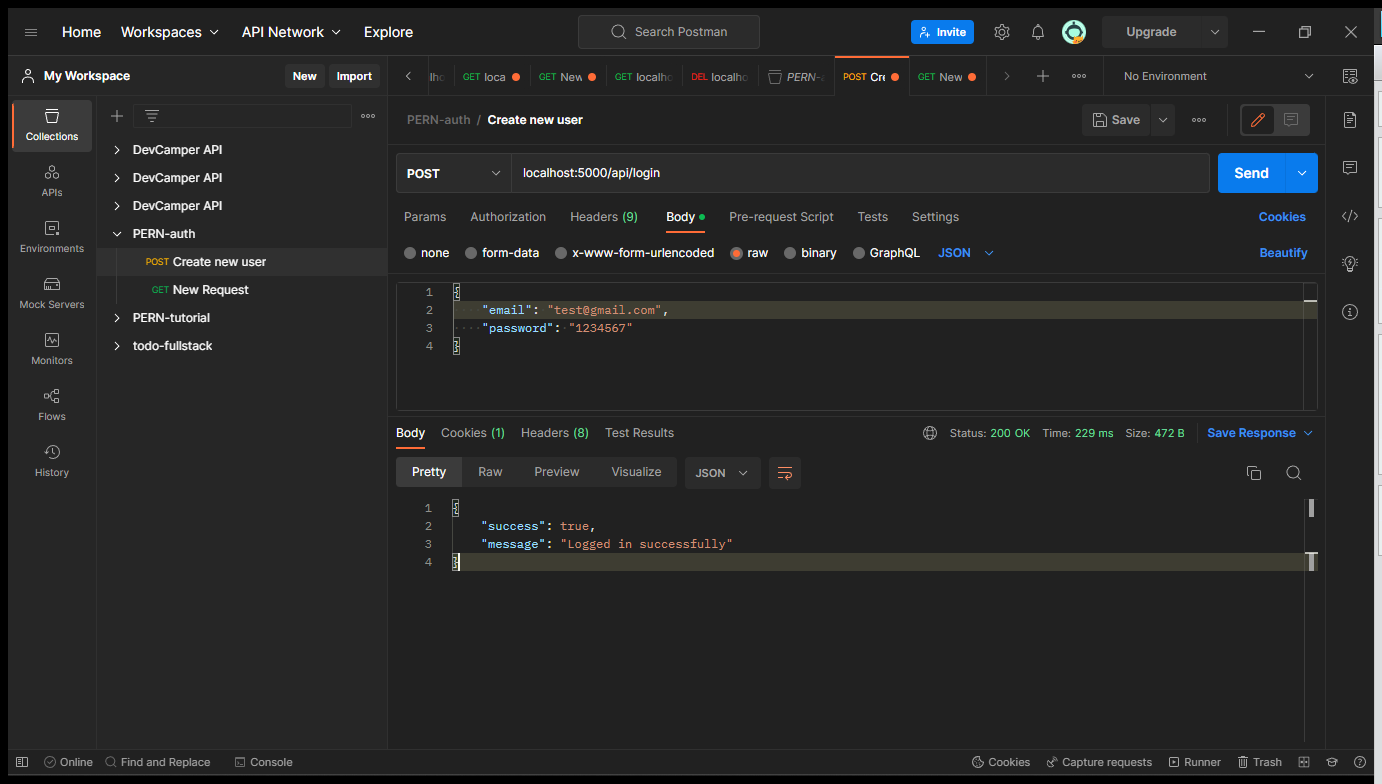 Home Workspaces API Network Explore Search Postman Invite Upgrade
My Workspace New Import
GET loca GET New GET localho DEL localho PERN-a POST Cre GET New No Environment
Collections
APIs
Environments
Mock Servers
Monitors
Flows
History
DevCamper API
DevCamper API
DevCamper API
PERN-auth
POST Create new user
GET New Request
PERN-tutorial
todo-fullstack
PERN-auth / Create new user Save
POST localhost:5000/api/login Send
Params Authorization Headers (9) Body Pre-request Script Tests Settings Cookies
none form-data x-www-form-urlencoded raw binary GraphQL JSON Beautify
1 {
2 "email": "test@gmail.com",
3 "password": "1234567"
4 }
Body Cookies (1) Headers (8) Test Results Status: 200 OK Time: 229 ms Size: 472 B Save Response
Pretty Raw Preview Visualize JSON
1 {
2 "success": true,
3 "message": "Logged in successfully"
4 }
Online Find and Replace Console Cookies Capture requests Runner Trash